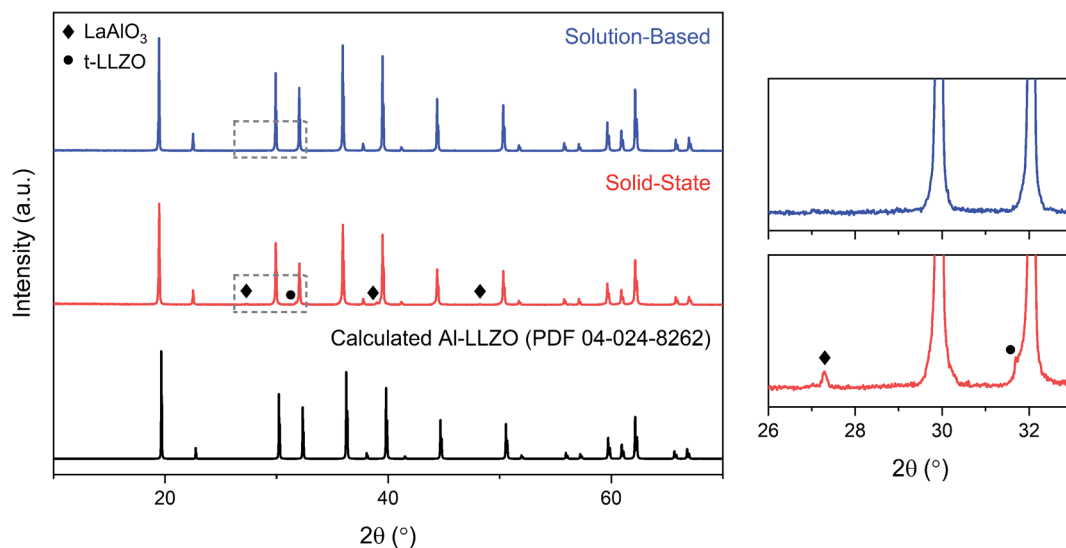 ◆ LaAlO₃
● t-LLZO
Solution-Based
Solid-State
Calculated Al-LLZO (PDF 04-024-8262)
Intensity (a.u.)
20 40 60
2θ (°)
26 28 30 32
2θ (°)